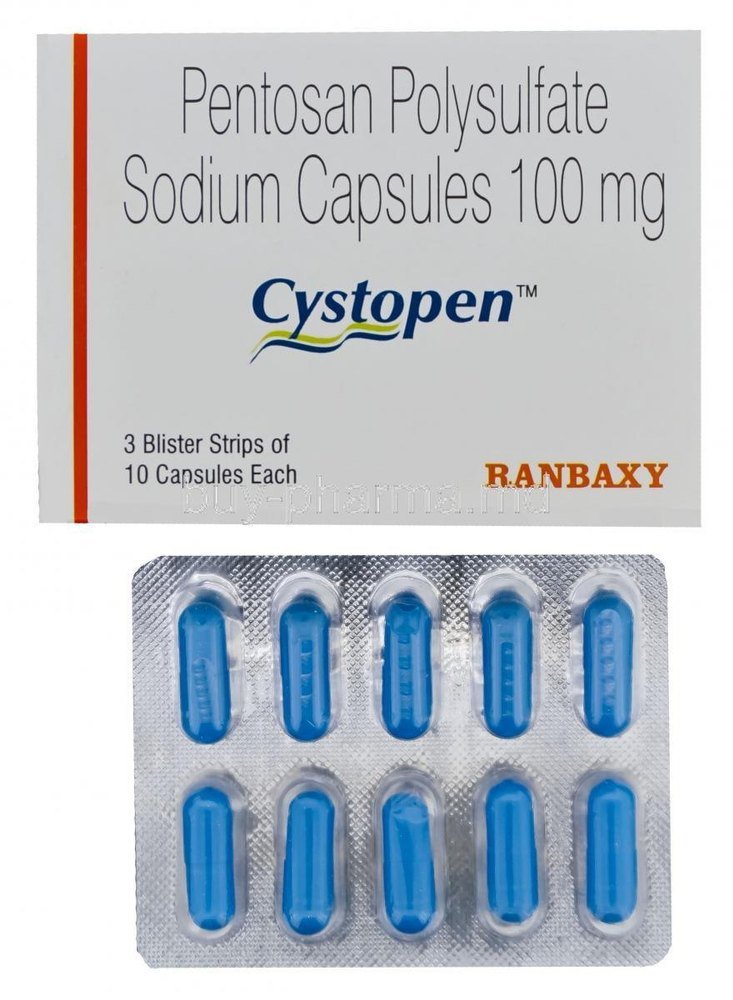 Pentosan Polysulfate
Sodium Capsules 100 mg
Cystopen™
3 Blister Strips of
10 Capsules Each
RANBAXY
buy-pharma.md